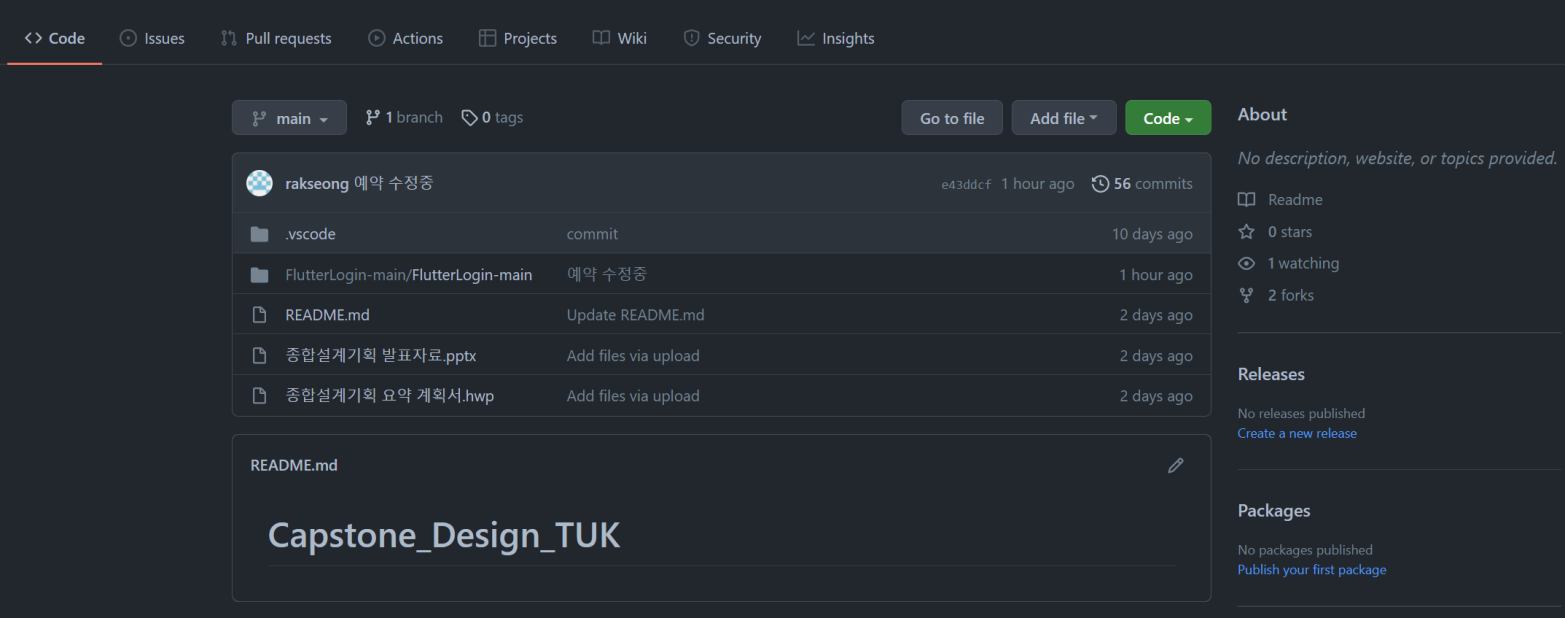 Code Issues Pull requests Actions Projects Wiki Security Insights
main 1 branch 0 tags Go to file Add file Code
rakseong 예약 수정중 e43ddcf 1 hour ago 56 commits
.vscode commit 10 days ago
FlutterLogin-main/FlutterLogin-main 예약 수정중 1 hour ago
README.md Update README.md 2 days ago
종합설계기획 발표자료.pptx Add files via upload 2 days ago
종합설계기획 요약 계획서.hwp Add files via upload 2 days ago
README.md
Capstone_Design_TUK
About
No description, website, or topics provided.
Readme
0 stars
1 watching
2 forks
Releases
No releases published
Create a new release
Packages
No packages published
Publish your first package